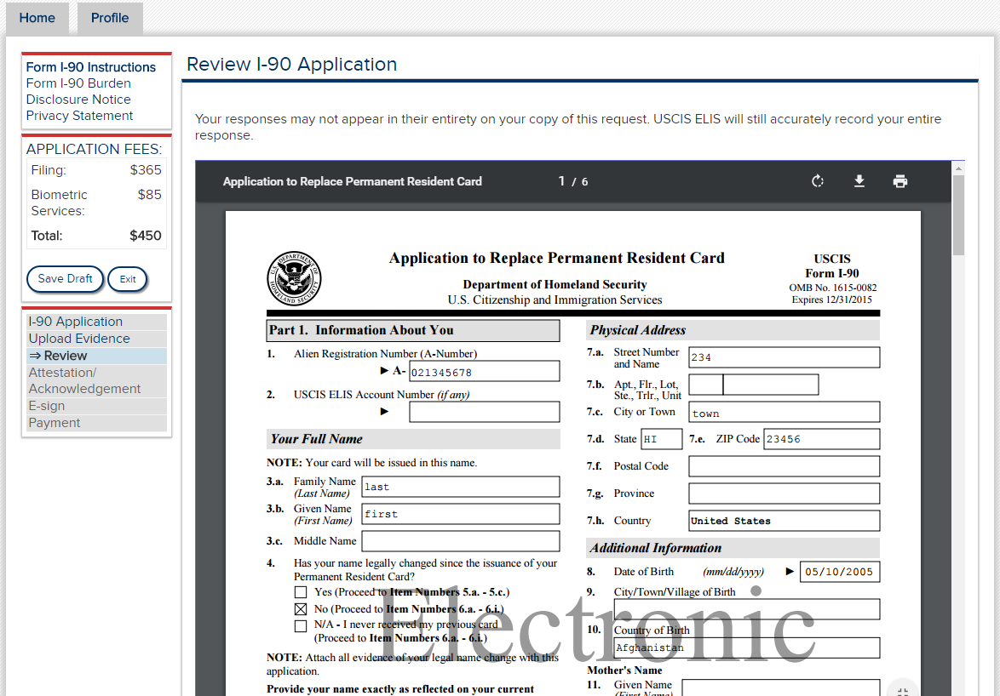 Home
Profile
Form I-90 Instructions
Form I-90 Burden
Disclosure Notice
Privacy Statement
APPLICATION FEES:
Filing: $365
Biometric $85
Services:
Total: $450
Save Draft
Exit
I-90 Application
Upload Evidence
⇒ Review
Attestation/
Acknowledgement
E-sign
Payment
Review I-90 Application
Your responses may not appear in their entirety on your copy of this request. USCIS ELIS will still accurately record your entire
response.
Application to Replace Permanent Resident Card
1 / 6
U.S. DEPARTMENT OF HOMELAND SECURITY
Application to Replace Permanent Resident Card
Department of Homeland Security
U.S. Citizenship and Immigration Services
USCIS
Form I-90
OMB No. 1615-0082
Expires 12/31/2015
Part 1. Information About You
1. Alien Registration Number (A-Number)
► A- 021345678
2. USCIS ELIS Account Number (if any)
►
Your Full Name
NOTE: Your card will be issued in this name.
3.a. Family Name
(Last Name)
last
3.b. Given Name
(First Name)
first
3.c. Middle Name
4. Has your name legally changed since the issuance of your
Permanent Resident Card?
Yes (Proceed to Item Numbers 5.a. - 5.c.)
No (Proceed to Item Numbers 6.a. - 6.i.)
N/A - I never received my previous card
(Proceed to Item Numbers 6.a. - 6.i.)
NOTE: Attach all evidence of your legal name change with this
application.
Provide your name exactly as reflected on your current
Physical Address
7.a. Street Number
and Name
234
7.b. Apt., Flr., Lot,
Ste., Trlr., Unit
7.c. City or Town
town
7.d. State HI 7.e. ZIP Code 23456
7.f. Postal Code
7.g. Province
7.h. Country
United States
Additional Information
8. Date of Birth (mm/dd/yyyy) ► 05/10/2005
9. City/Town/Village of Birth
10. Country of Birth
Afghanistan
Mother's Name
11. Given Name
(First Name)
Electronic